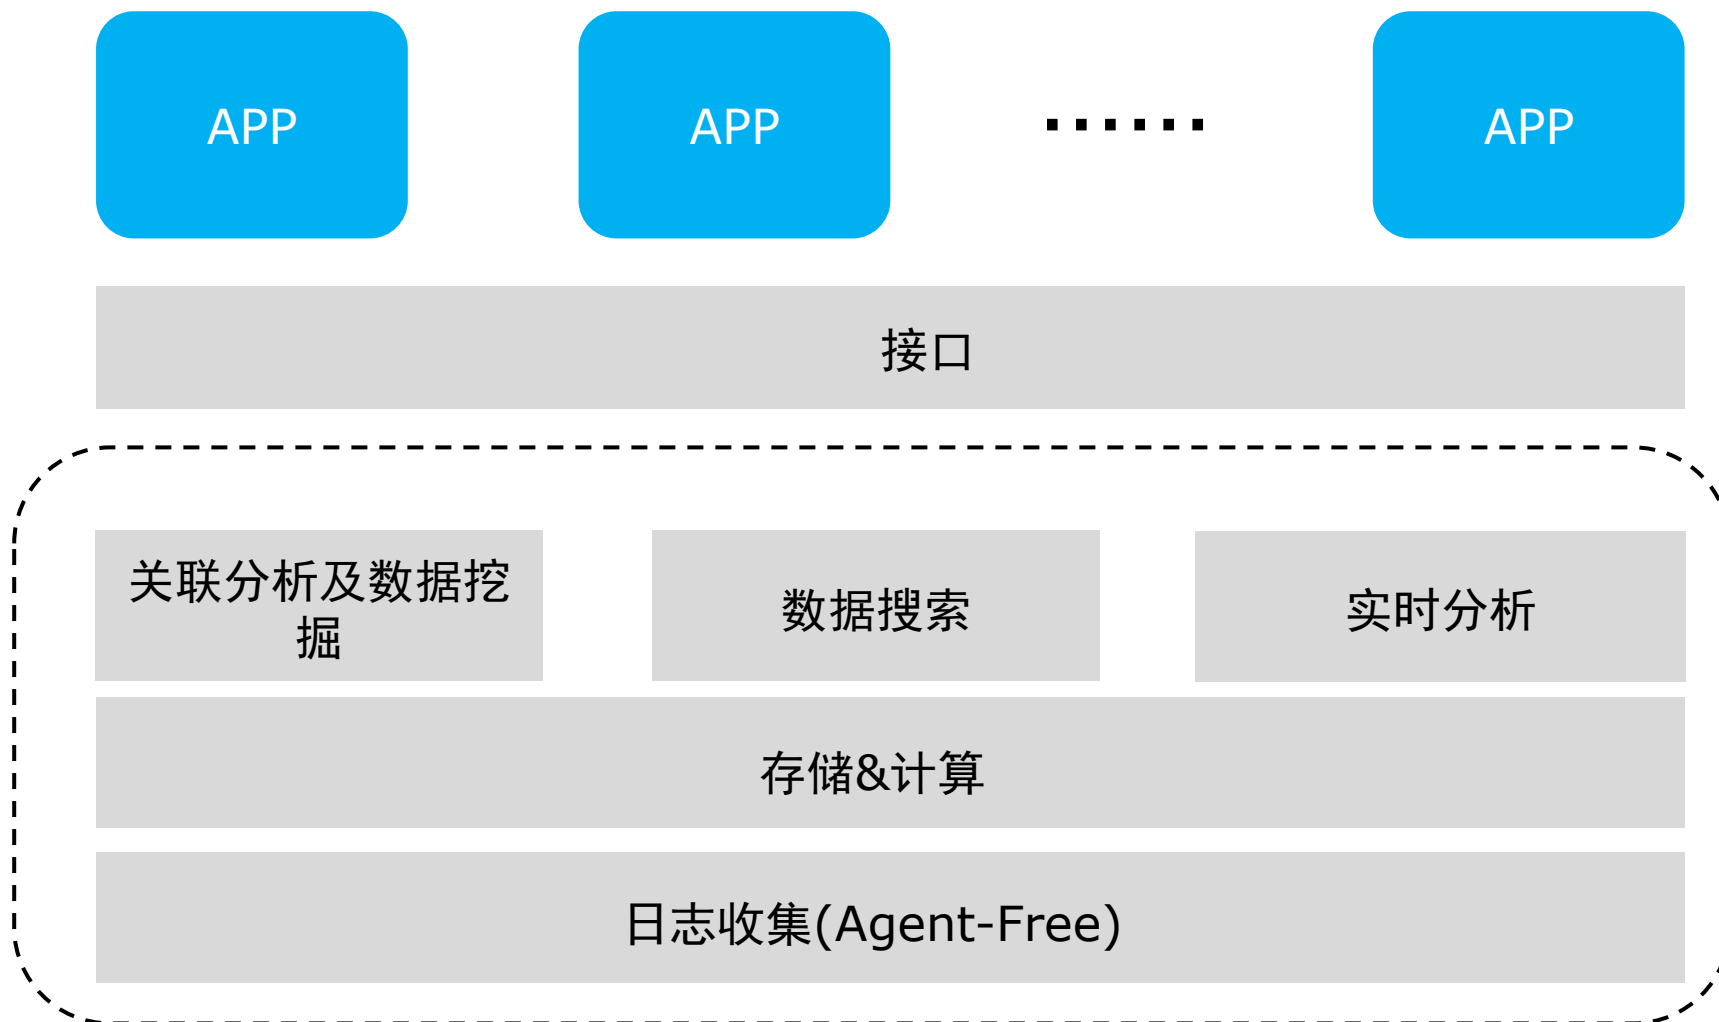 APP
APP
......
APP
接口
关联分析及数据挖
掘
数据搜索
实时分析
存储&计算
日志收集(Agent-Free)